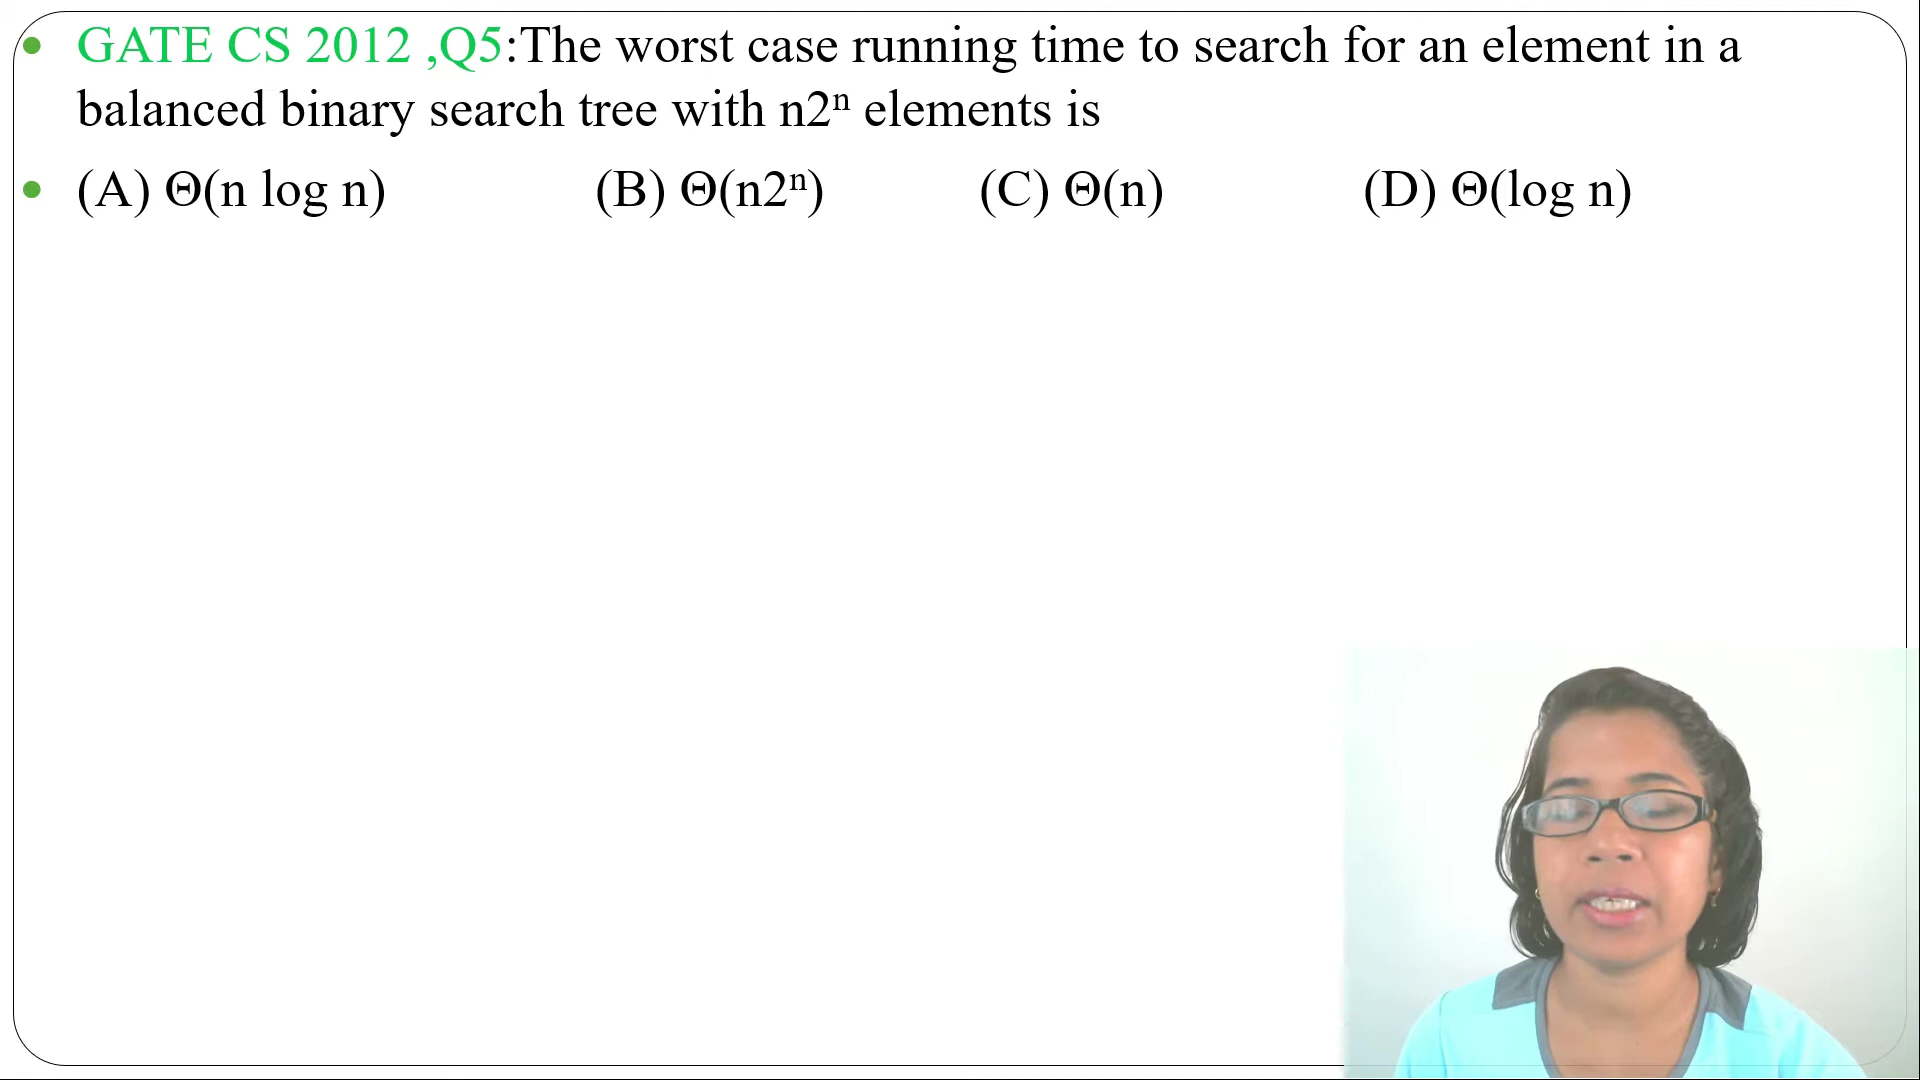 GATE CS 2012 ,Q5:The worst case running time to search for an element in a
balanced binary search tree with n2ⁿ elements is
(A) Θ(n log n) (B) Θ(n2ⁿ) (C) Θ(n) (D) Θ(log n)